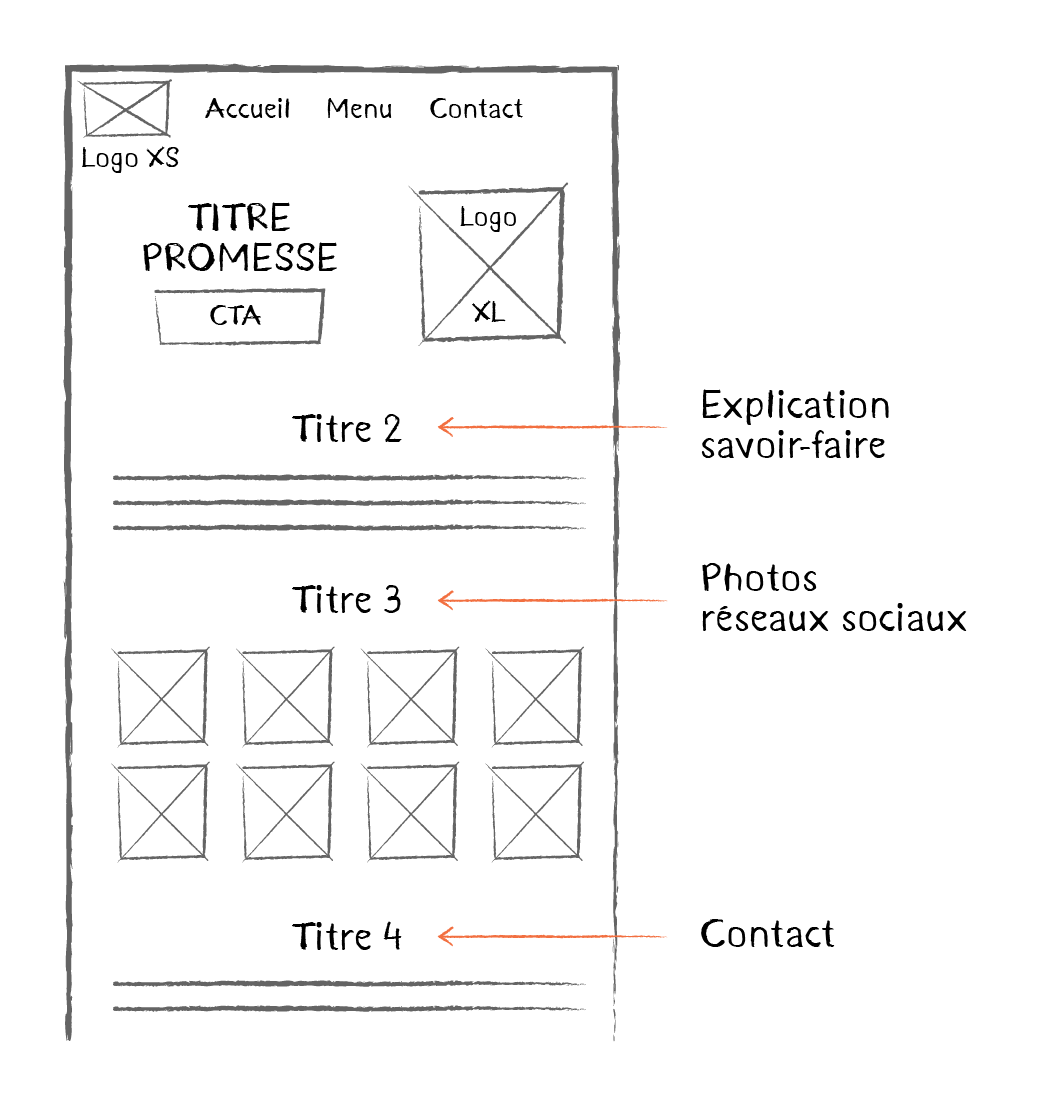 Accueil Menu Contact
Logo XS
TITRE
PROMESSE
CTA
Logo
XL
Titre 2
Explication
savoir-faire
Titre 3
Photos
réseaux sociaux
Titre 4
Contact